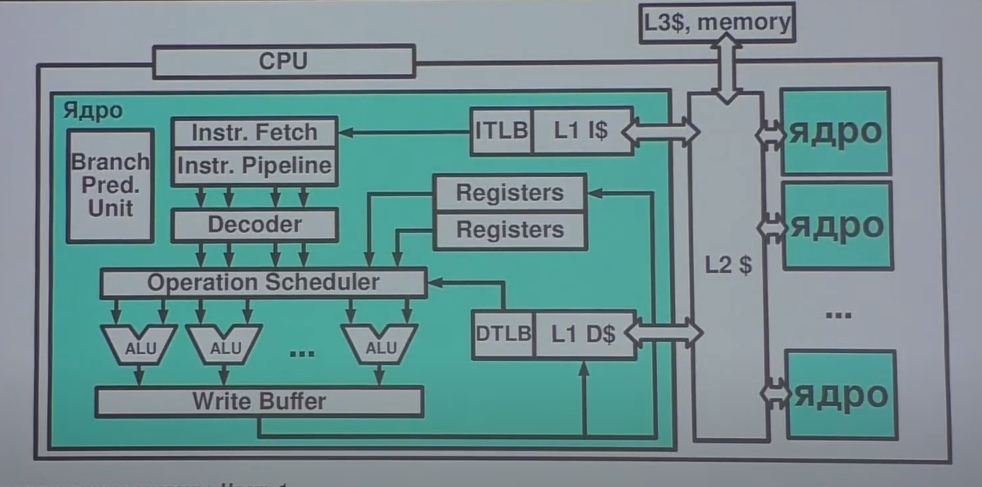 L3$, memory
CPU
Ядро
Branch
Pred.
Unit
Instr. Fetch
Instr. Pipeline
Decoder
Operation Scheduler
ALU
ALU
...
ALU
Write Buffer
ITLB
L1 I$
Registers
Registers
DTLB
L1 D$
L2 $
ядро
ядро
...
ядро